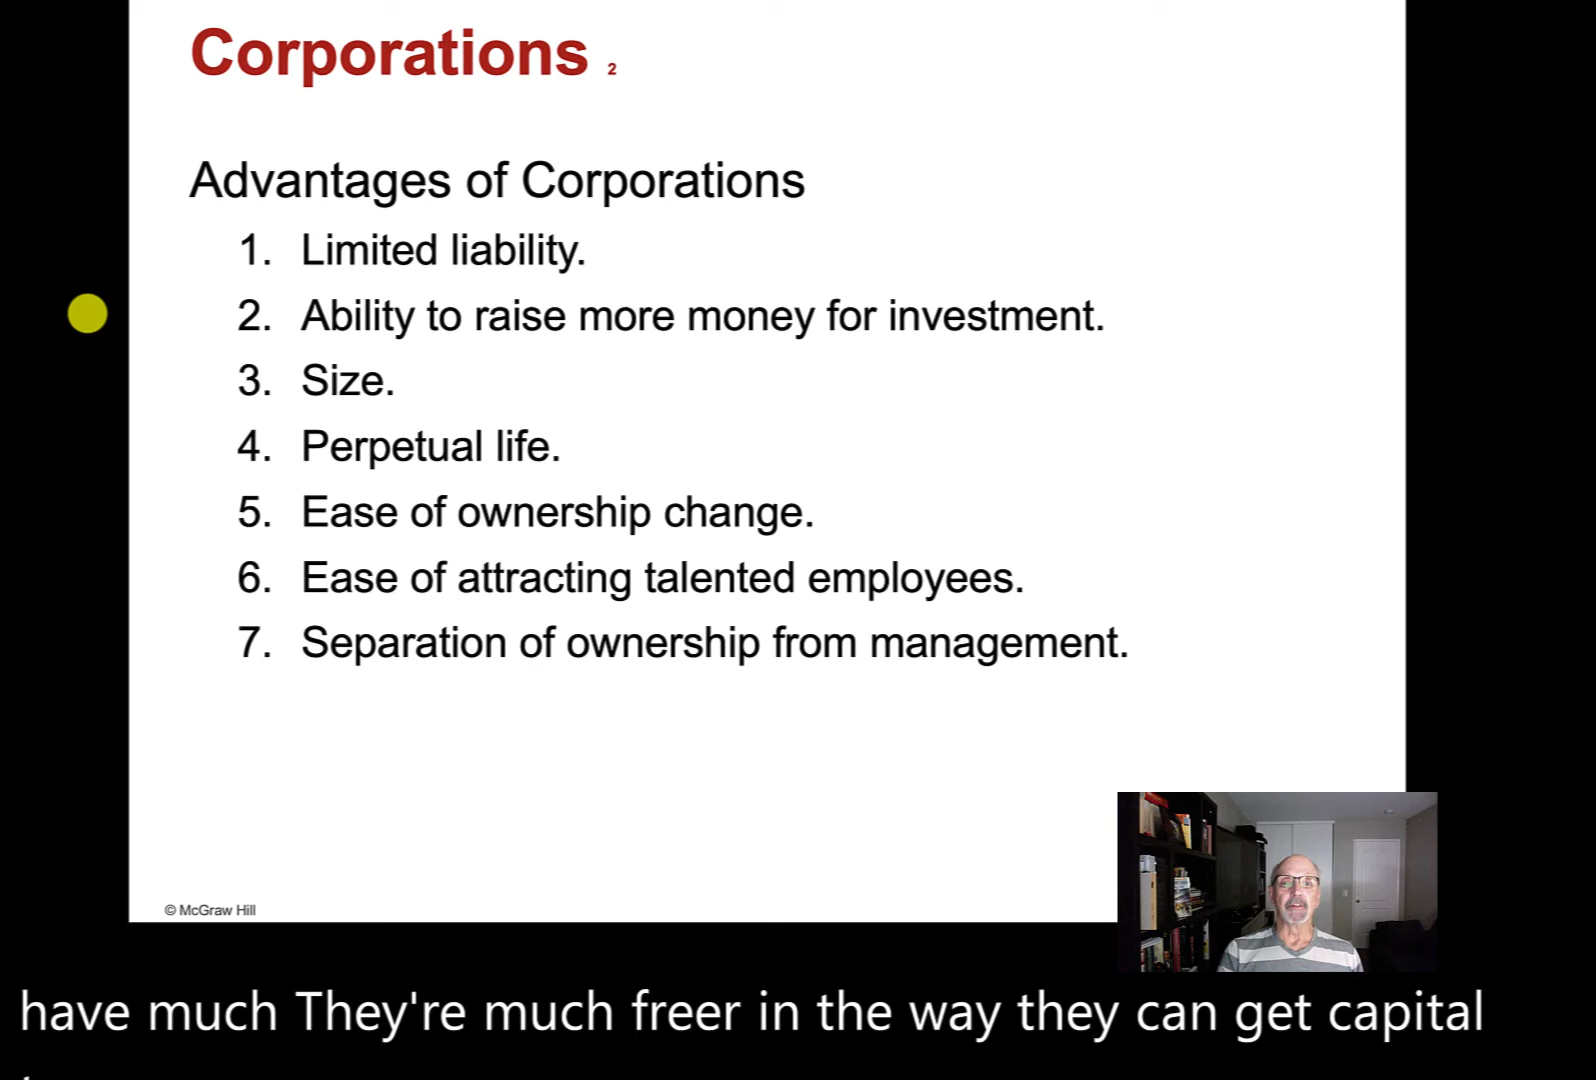 Corporations 2
Advantages of Corporations
1. Limited liability.
2. Ability to raise more money for investment.
3. Size.
4. Perpetual life.
5. Ease of ownership change.
6. Ease of attracting talented employees.
7. Separation of ownership from management.
© McGraw Hill
have much They're much freer in the way they can get capital